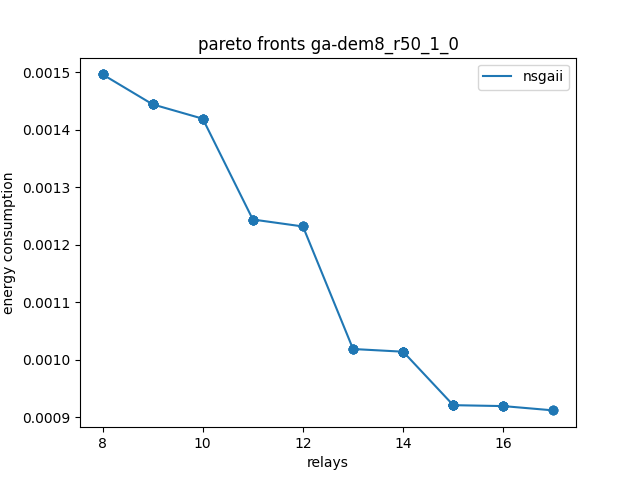 pareto fronts ga-dem8_r50_1_0
nsgaii
energy consumption
0.0015
0.0014
0.0013
0.0012
0.0011
0.0010
0.0009
8 10 12 14 16
relays